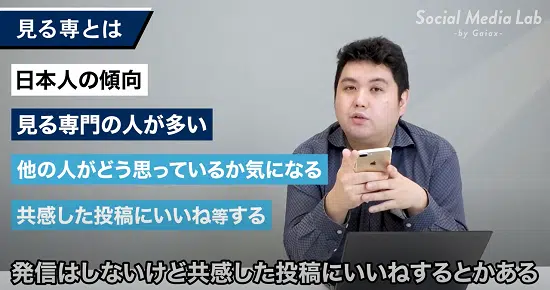 見る専とは
Social Media Lab
-by Gaiax-
日本人の傾向
見る専門の人が多い
他の人がどう思っているか気になる
共感した投稿にいいね等する
発信はしないけど共感した投稿にいいねするとかある